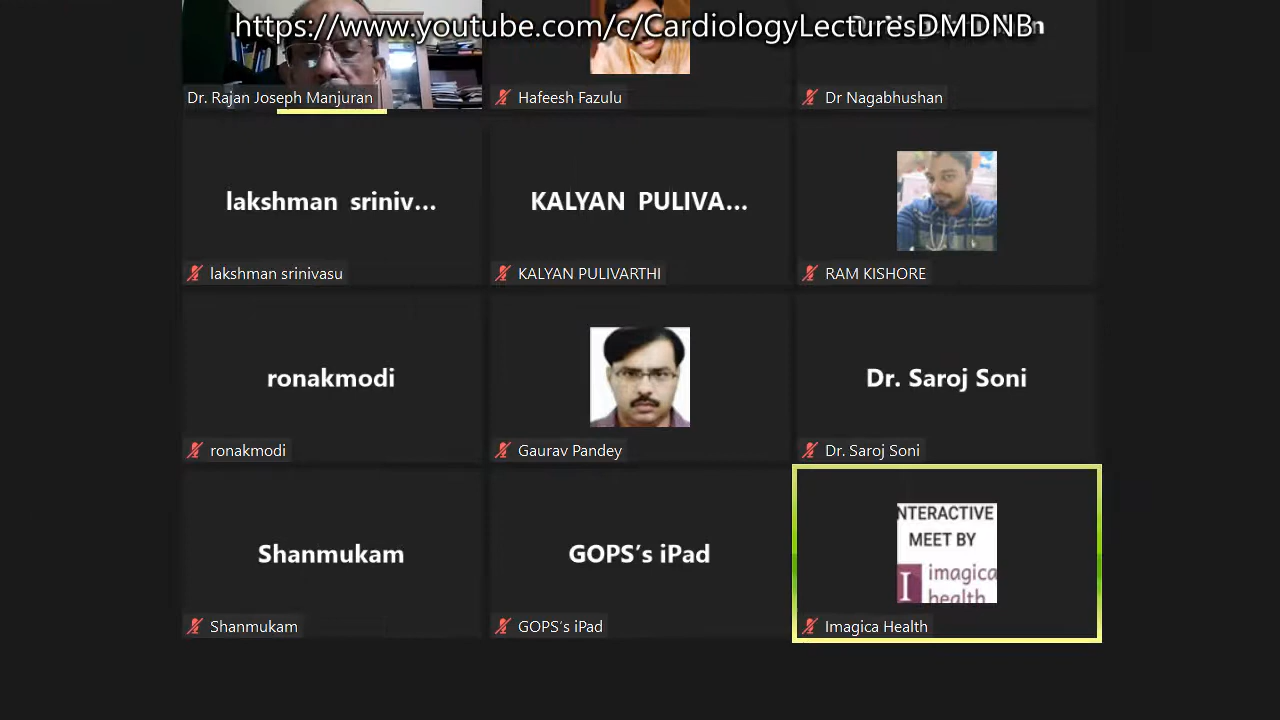 https://www.youtube.com/c/CardiologyLecturesDMDNB
Dr. Rajan Joseph Manjuran
Hafeesh Fazulu
Dr Nagabhushan
lakshman sriniv...
KALYAN PULIVA...
lakshman srinivasu
KALYAN PULIVARTHI
RAM KISHORE
ronakmodi
Dr. Saroj Soni
ronakmodi
Gaurav Pandey
Dr. Saroj Soni
NTERACTIVE
MEET BY
Shanmukam
GOPS's iPad
I imagica
health
Shanmukam
GOPS's iPad
Imagica Health